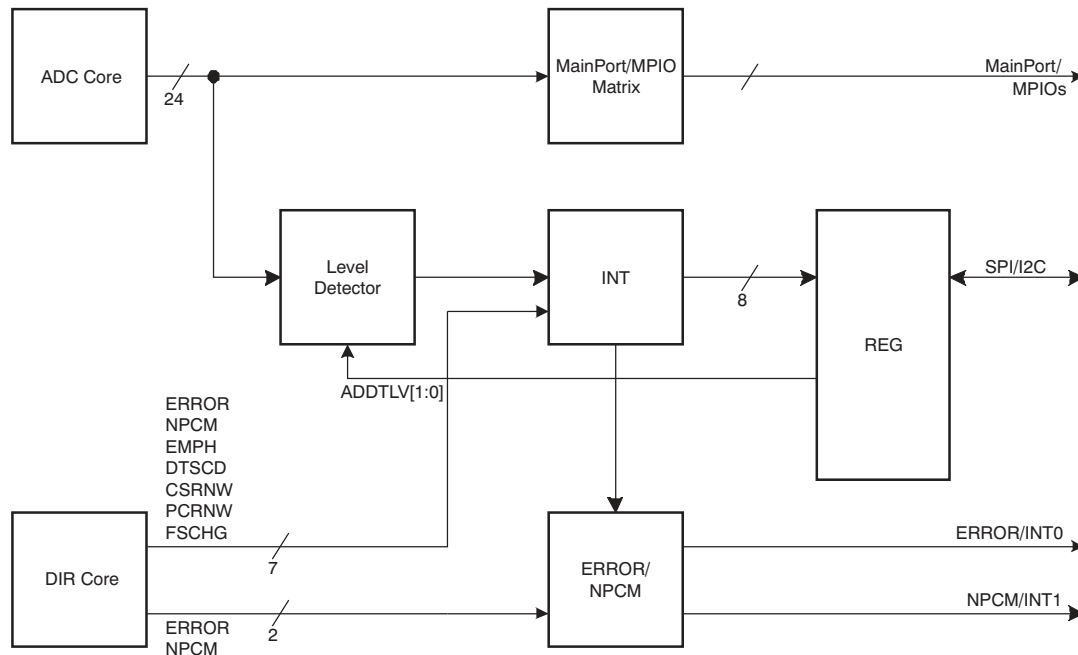 ADC Core
24
MainPort/MPIO
Matrix
MainPort/
MPIOs
Level
Detector
INT
8
REG
SPI/I2C
ADDTLV[1:0]
ERROR
NPCM
EMPH
DTSCD
CSRNW
PCRNW
FSCHG
7
DIR Core
ERROR
NPCM
2
ERROR/
NPCM
ERROR/INT0
NPCM/INT1